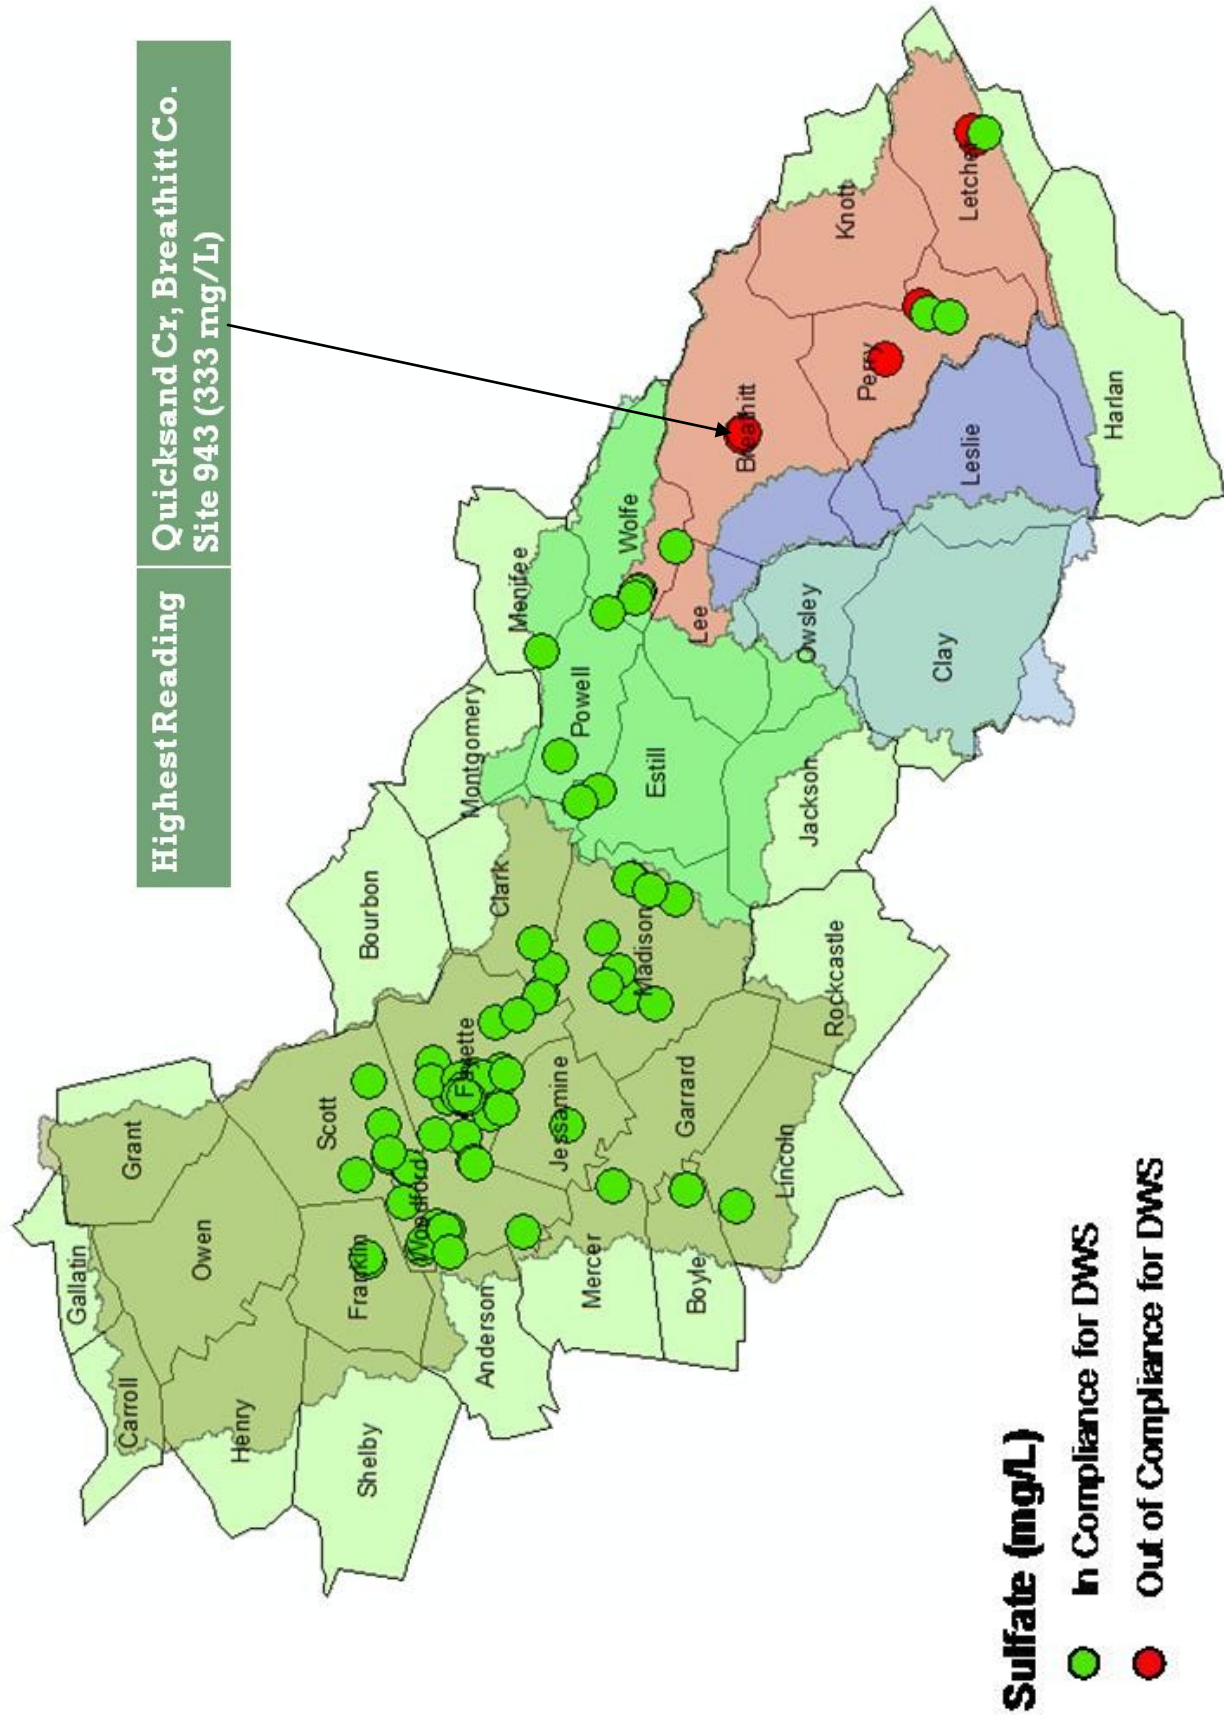 HighestReading
Quicksand Cr, Breathitt Co.
Site 943 (333 mg/L)
Gallatin
Carroll
Grant
Owen
Henry
Scott
Franklin
Shelby
Bourbon
Woodford
Fayette
Anderson
Clark
Montgomery
Menifee
Jessamine
Mercer
Powell
Wolfe
Madison
Estill
Garrard
Boyle
Lee
Breathitt
Lincoln
Rockcastle
Jackson
Owsley
Knott
Perry
Clay
Leslie
Letcher
Harlan
Sulfate (mg/L)
In Compliance for DWS
Out of Compliance for DWS